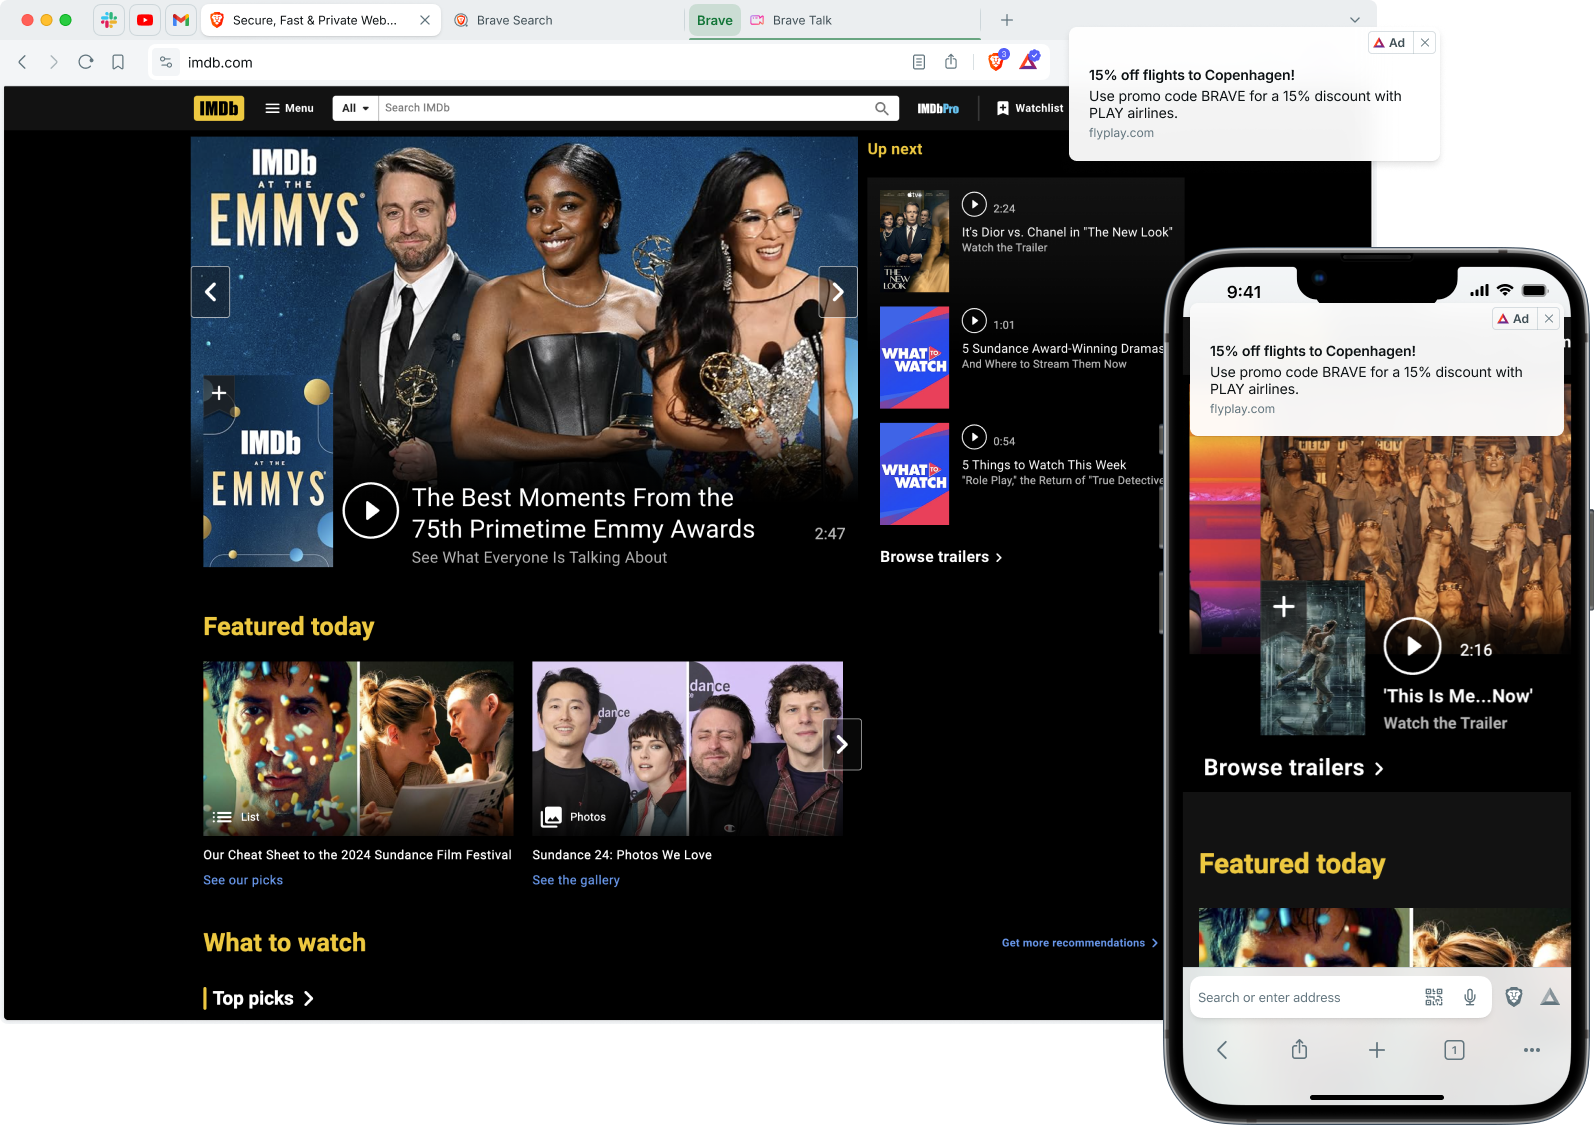 Secure, Fast & Private Web...
Brave Search
Brave
Brave Talk
imdb.com
3
Ad
15% off flights to Copenhagen!
Use promo code BRAVE for a 15% discount with
PLAY airlines.
flyplay.com
IMDb
Menu
All
Search IMDb
IMDbPro
Watchlist
IMDb
AT THE
EMMYS
IMDb
AT THE
EMMYS
The Best Moments From the
75th Primetime Emmy Awards
See What Everyone Is Talking About
2:47
Up next
THE
NEW
LOOK
2:24
It's Dior vs. Chanel in "The New Look"
Watch the Trailer
WHAT TO
WATCH
1:01
5 Sundance Award-Winning Dramas
And Where to Stream Them Now
WHAT TO
WATCH
0:54
5 Things to Watch This Week
"Role Play," the Return of "True Detective
Browse trailers
Featured today
List
Our Cheat Sheet to the 2024 Sundance Film Festival
See our picks
dance
dance
Photos
Sundance 24: Photos We Love
See the gallery
What to watch
Get more recommendations
Top picks
9:41
Ad
15% off flights to Copenhagen!
Use promo code BRAVE for a 15% discount with
PLAY airlines.
flyplay.com
2:16
'This Is Me...Now'
Watch the Trailer
Browse trailers
Featured today
Search or enter address
1